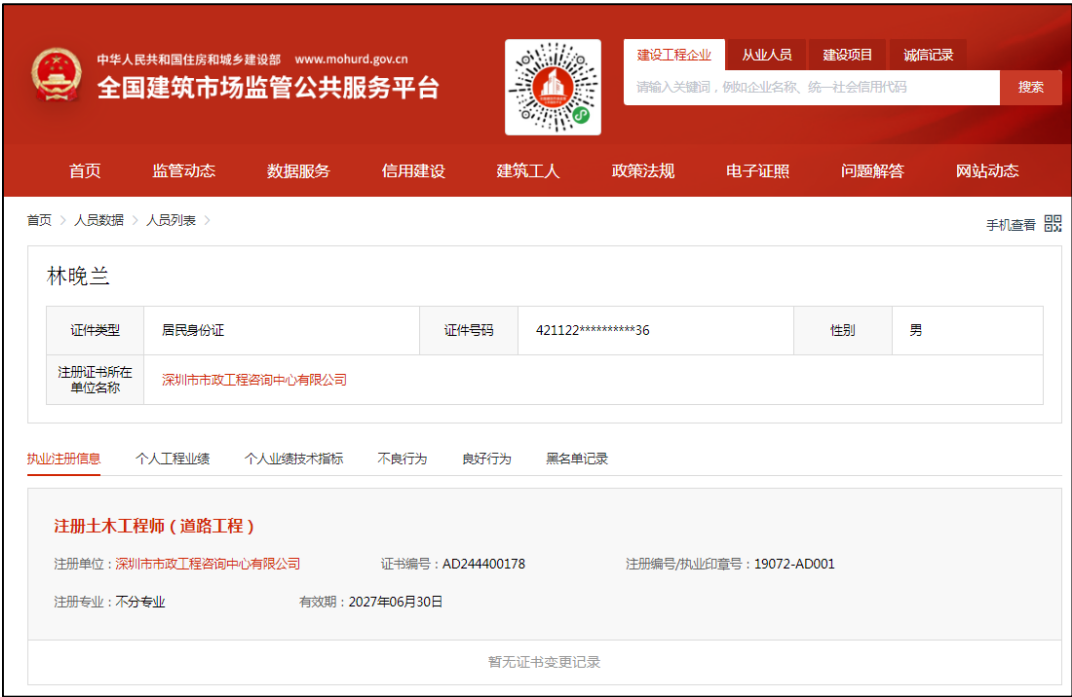 中华人民共和国住房和城乡建设部 www.mohurd.gov.cn
全国建筑市场监管公共服务平台
建设工程企业 从业人员 建设项目 诚信记录
请输入关键词，例如企业名称、统一社会信用代码 搜索
首页 监管动态 数据服务 信用建设 建筑工人 政策法规 电子证照 问题解答 网站动态
首页 > 人员数据 > 人员列表 >
手机查看
林晚兰
证件类型 居民身份证 证件号码 421122**********36 性别 男
注册证书所在
单位名称
深圳市市政工程咨询中心有限公司
执业注册信息 个人工程业绩 个人业绩技术指标 不良行为 良好行为 黑名单记录
注册土木工程师（道路工程）
注册单位：深圳市市政工程咨询中心有限公司 证书编号：AD244400178 注册编号/执业印章号：19072-AD001
注册专业：不分专业 有效期：2027年06月30日
暂无证书变更记录